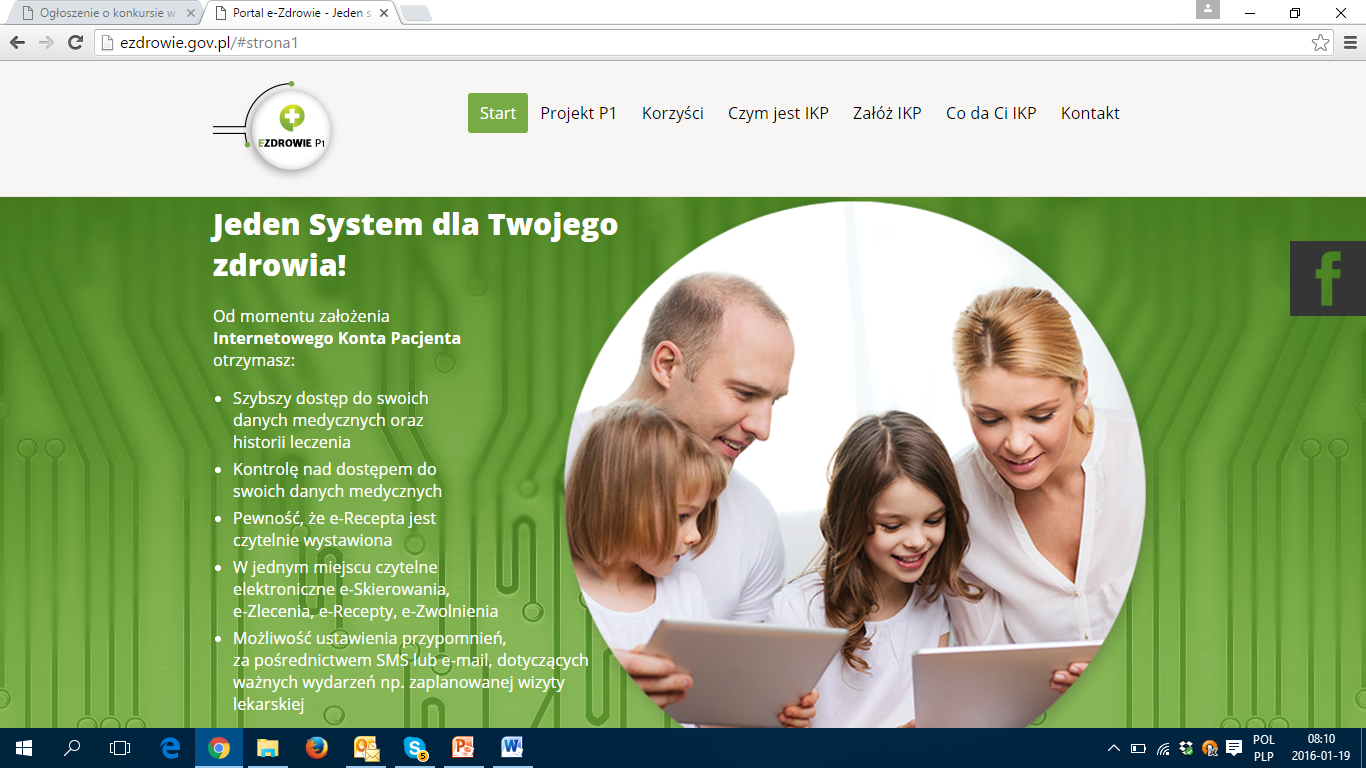 Ogłoszenie o konkursie w
Portal e-Zdrowie - Jeden s
ezdrowie.gov.pl/#strona1
EZDROWIE P1
Start Projekt P1 Korzyści Czym jest IKP Załóż IKP Co da Ci IKP Kontakt
Jeden System dla Twojego
zdrowia!
Od momentu założenia
Internetowego Konta Pacjenta
otrzymasz:
• Szybszy dostęp do swoich
danych medycznych oraz
historii leczenia
• Kontrolę nad dostępem do
swoich danych medycznych
• Pewność, że e-Recepta jest
czytelnie wystawiona
• W jednym miejscu czytelne
elektroniczne e-Skierowania,
e-Zlecenia, e-Recepty, e-Zwolnienia
• Możliwość ustawienia przypomnień,
za pośrednictwem SMS lub e-mail, dotyczących
ważnych wydarzeń np. zaplanowanej wizyty
lekarskiej
f
5
POL
PLP
08:10
2016-01-19